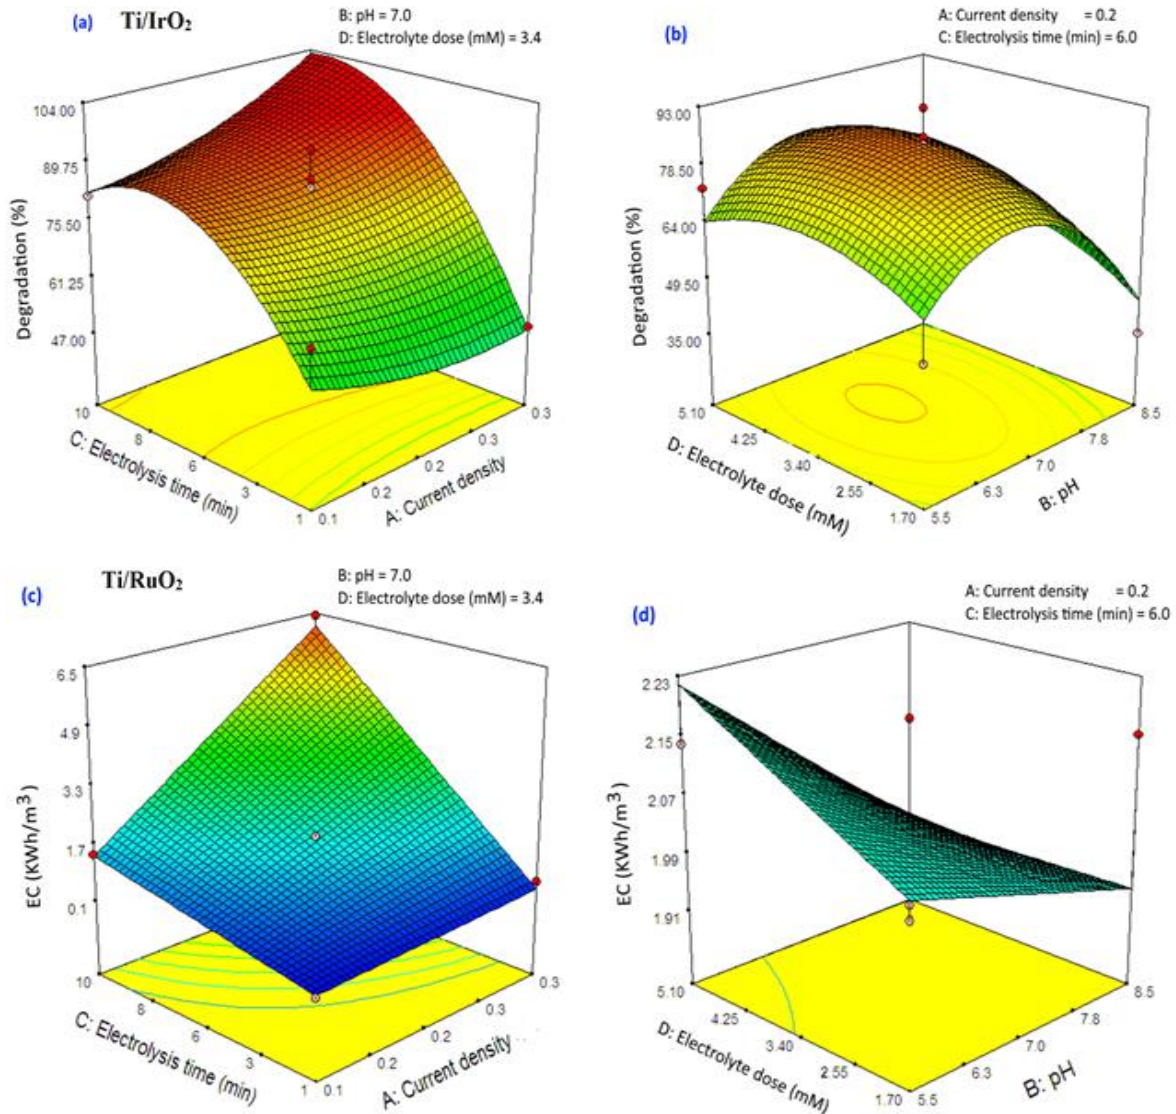 (a) Ti/IrO₂
B: pH = 7.0
D: Electrolyte dose (mM) = 3.4
104.00
89.75
75.50
61.25
47.00
Degradation (%)
10
8
6
3
1
C: Electrolysis time (min)
0.1
0.2
0.2
0.3
0.3
A: Current density
(b)
A: Current density = 0.2
C: Electrolysis time (min) = 6.0
93.00
78.50
64.00
49.50
35.00
Degradation (%)
5.10
4.25
3.40
2.55
1.70
D: Electrolyte dose (mM)
5.5
6.3
7.0
7.8
8.5
B: pH
(c) Ti/RuO₂
B: pH = 7.0
D: Electrolyte dose (mM) = 3.4
6.5
4.9
3.3
1.7
0.1
EC (KWh/m³)
10
8
6
3
1
C: Electrolysis time (min)
0.1
0.2
0.2
0.3
0.3
A: Current density
(d)
A: Current density = 0.2
C: Electrolysis time (min) = 6.0
2.23
2.15
2.07
1.99
1.91
EC (KWh/m³)
5.10
4.25
3.40
2.55
1.70
D: Electrolyte dose (mM)
5.5
6.3
7.0
7.8
8.5
B: pH